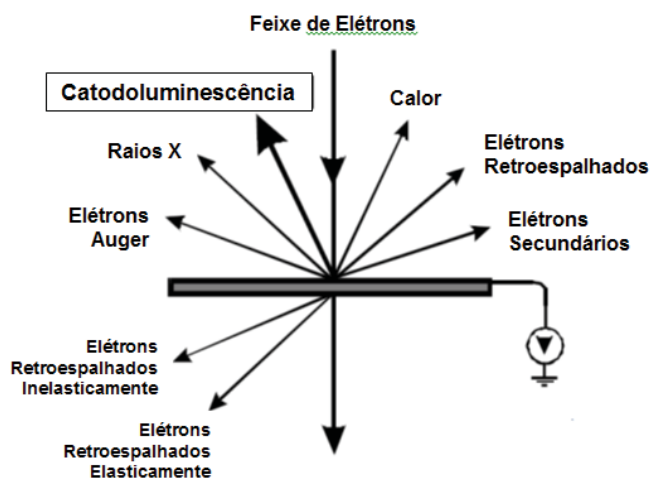 Feixe de Elétrons
Catodoluminescência
Calor
Raios X
Elétrons
Retroespalhados
Elétrons
Auger
Elétrons
Secundários
Elétrons
Retroespalhados
Inelasticamente
Elétrons
Retroespalhados
Elasticamente